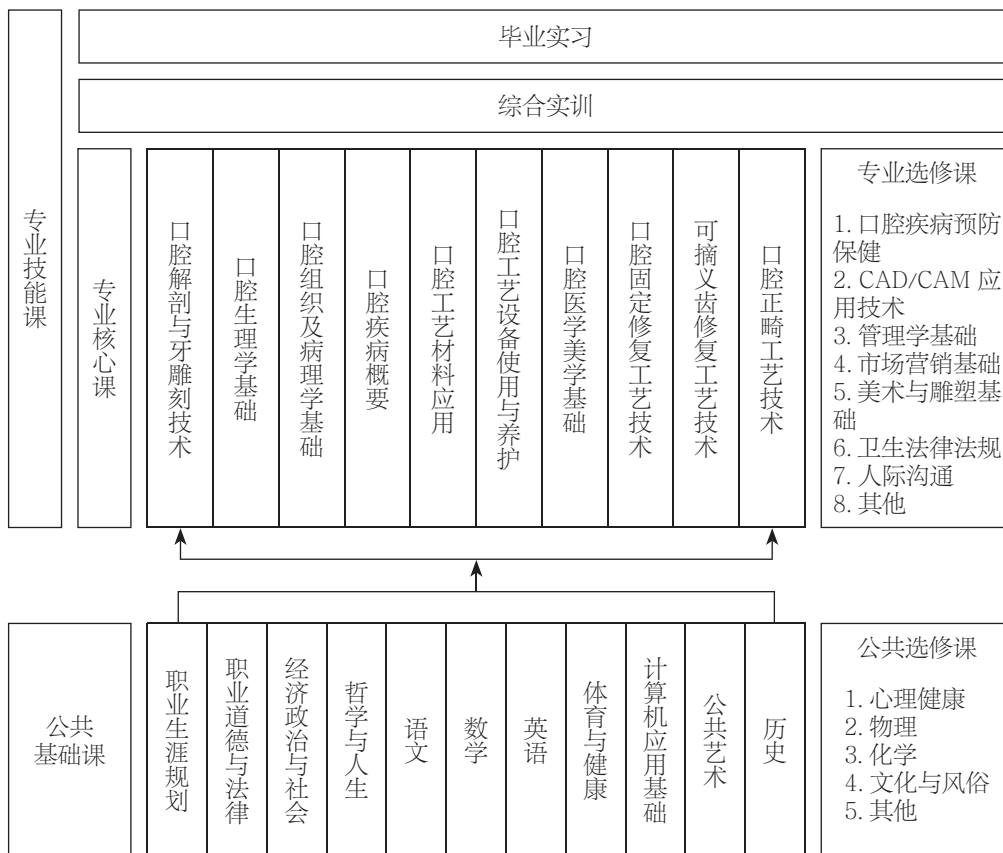 毕业实习
综合实训
专业技能课
专业核心课
口腔解剖与牙雕刻技术
口腔生理学基础
口腔组织及病理学基础
口腔疾病概要
口腔工艺材料应用
口腔工艺设备使用与养护
口腔医学美学基础
口腔固定修复工艺技术
可摘义齿修复工艺技术
口腔正畸工艺技术
专业选修课
1. 口腔疾病预防
保健
2. CAD/CAM 应
用技术
3. 管理学基础
4. 市场营销基础
5. 美术与雕塑基
础
6. 卫生法律法规
7. 人际沟通
8. 其他
公共
基础课
职业生涯规划
职业道德与法律
经济政治与社会
哲学与人生
语文
数学
英语
体育与健康
计算机应用基础
公共艺术
历史
公共选修课
1. 心理健康
2. 物理
3. 化学
4. 文化与风俗
5. 其他